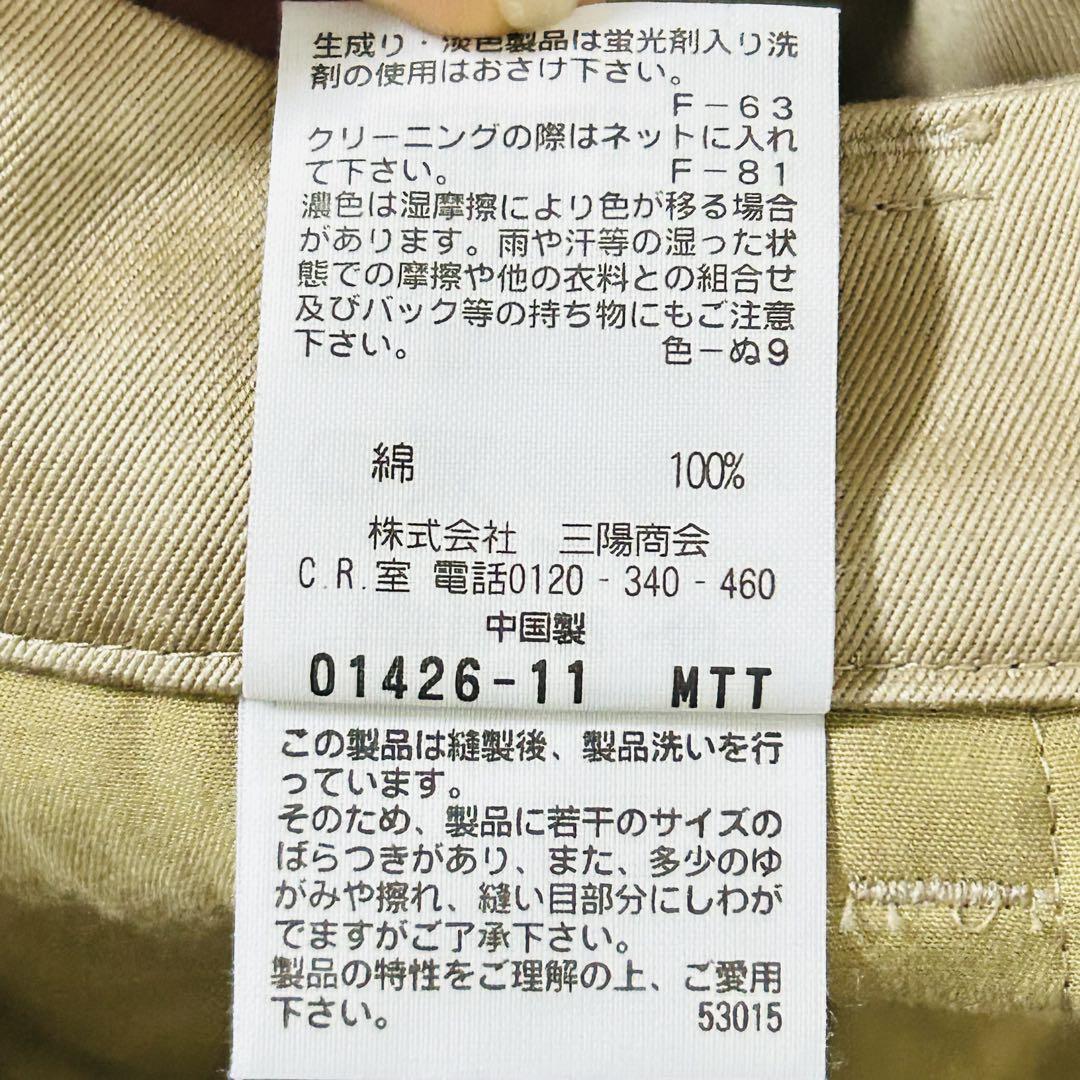 生成り・淡色製品は蛍光剤入り洗
剤の使用はおさけ下さい。
F－63
クリーニングの際はネットに入れ
て下さい。 F－81
濃色は湿摩擦により色が移る場合
があります。雨や汗等の湿った状
態での摩擦や他の衣料との組合せ
及びバック等の持ち物にもご注意
下さい。 色－ぬ9
綿 100%
株式会社 三陽商会
C.R.室 電話0120-340-460
中国製
01426-11 MTT
この製品は縫製後、製品洗いを行
っています。
そのため、製品に若干のサイズの
ばらつきがあり、また、多少のゆ
がみや擦れ、縫い目部分にしわが
でますがご了承下さい。
製品の特性をご理解の上、ご愛用
下さい。 53015